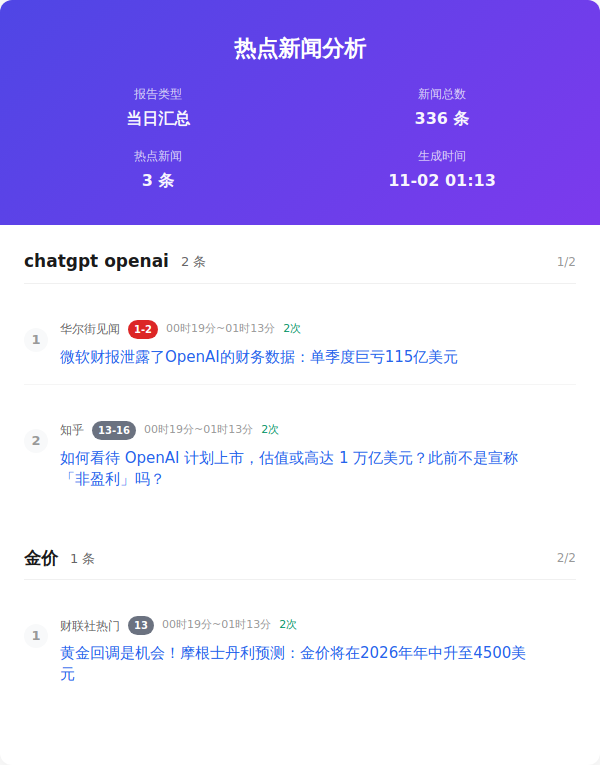 热点新闻分析
报告类型
新闻总数
当日汇总
336 条
热点新闻
生成时间
3 条
11-02 01:13
chatgpt openai 2 条 1/2
1
华尔街见闻 1-2 00时19分~01时13分 2次
微软财报泄露了OpenAI的财务数据：单季度巨亏115亿美元
2
知乎 13-16 00时19分~01时13分 2次
如何看待 OpenAI 计划上市，估值或高达 1 万亿美元？此前不是宣称
「非盈利」吗？
金价 1 条 2/2
1
财联社热门 13 00时19分~01时13分 2次
黄金回调是机会！摩根士丹利预测：金价将在2026年年中升至4500美
元